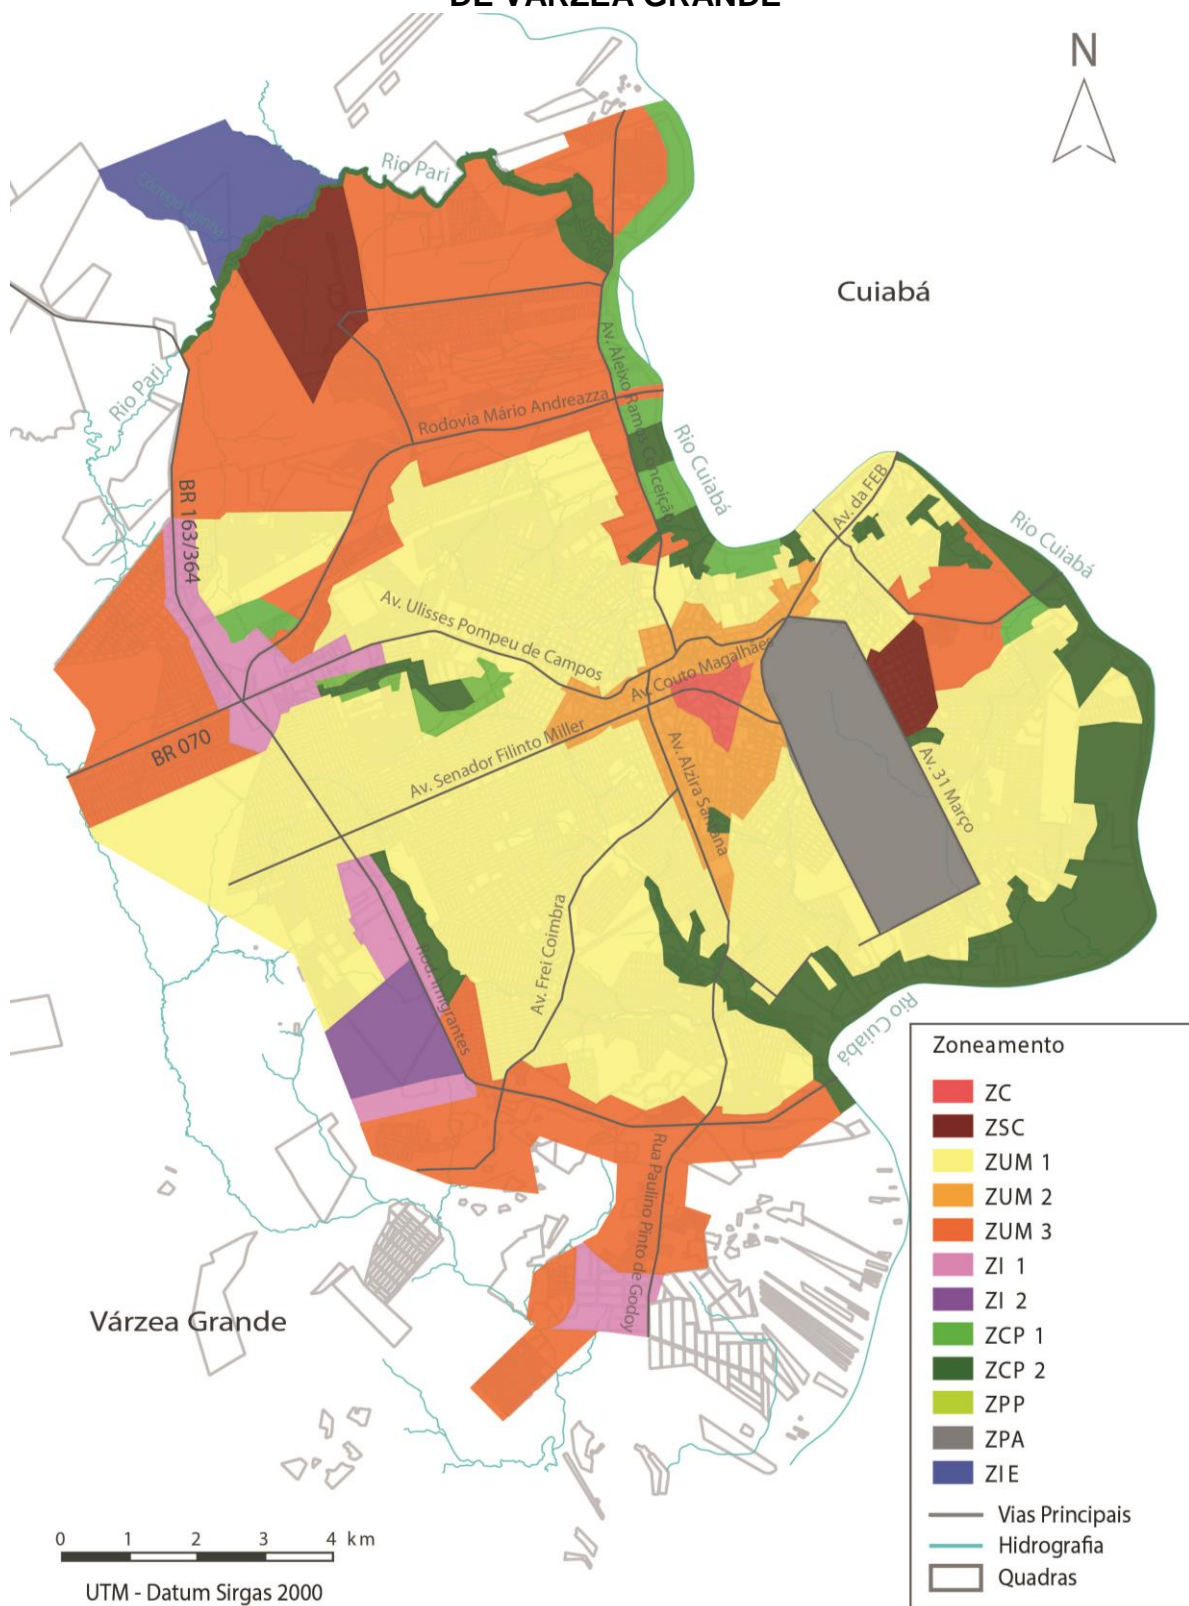 DE VÁRZEA GRANDE
N
Rio Pari
Cuiabá
Rio Pari
Av. Aleixo Ramos Conceição
Rodovia Mário Andreazza
Rio Cuiabá
BR 163/364
Av. da FEB
Rio Cuiabá
Av. Ulisses Pompeu de Campos
Av. Couto Magalhães
BR 070
Av. Senador Filinto Miller
Av. Alzira Santana
Av. 31 Março
Av. Frei Coimbra
Rod. Imigrantes
Rio Cuiabá
Rua Paulino Pinto de Godoy
Várzea Grande
Zoneamento
ZC
ZSC
ZUM 1
ZUM 2
ZUM 3
ZI 1
ZI 2
ZCP 1
ZCP 2
ZPP
ZPA
ZIE
Vias Principais
Hidrografia
Quadras
0 1 2 3 4 km
UTM - Datum Sirgas 2000